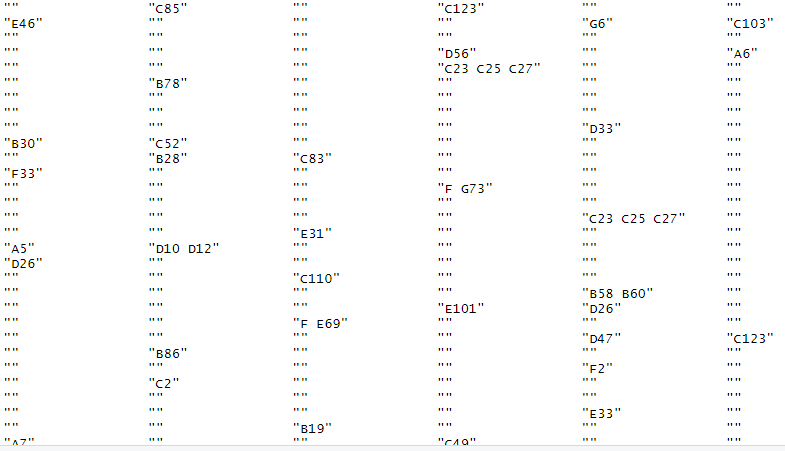 "" "C85" "" "C123" "" ""
"E46" "" "" "" "G6" "C103"
"" "" "" "" "" ""
"" "" "" "D56" "" "A6"
"" "" "" "C23 C25 C27" "" ""
"" "B78" "" "" "" ""
"" "" "" "" "" ""
"" "" "" "" "" ""
"" "" "" "" "D33" ""
"B30" "C52" "" "" "" ""
"" "B28" "C83" "" "" ""
"F33" "" "" "" "" ""
"" "" "" "F G73" "" ""
"" "" "" "" "" ""
"" "" "" "" "C23 C25 C27" ""
"" "" "E31" "" "" ""
"A5" "D10 D12" "" "" "" ""
"D26" "" "" "" "" ""
"" "" "C110" "" "" ""
"" "" "" "" "B58 B60" ""
"" "" "" "E101" "D26" ""
"" "" "F E69" "" "" ""
"" "" "" "" "D47" "C123"
"" "B86" "" "" "" ""
"" "" "" "" "F2" ""
"" "C2" "" "" "" ""
"" "" "" "" "" ""
"" "" "" "" "E33" ""
"" "" "B19" "" "" ""
"A7" "" "" "C49" "" ""